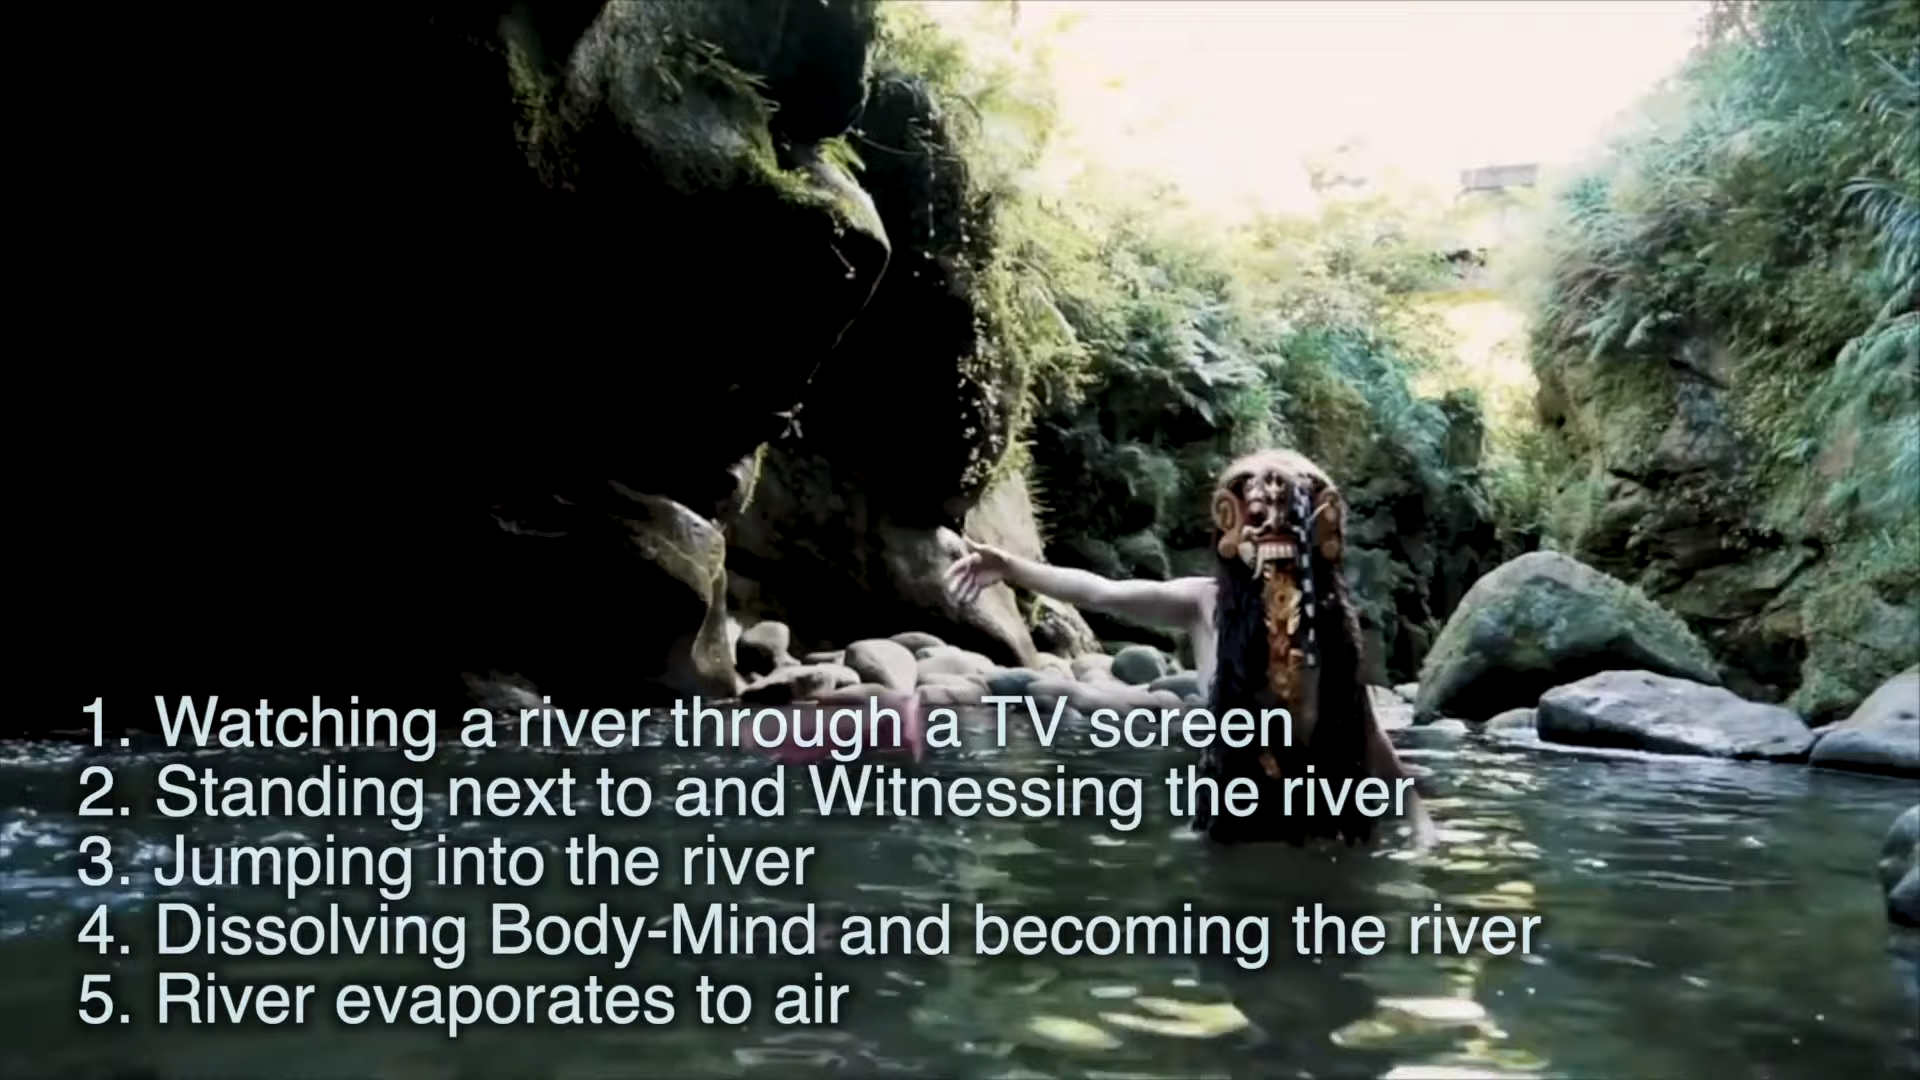 1. Watching a river through a TV screen
2. Standing next to and Witnessing the river
3. Jumping into the river
4. Dissolving Body-Mind and becoming the river
5. River evaporates to air